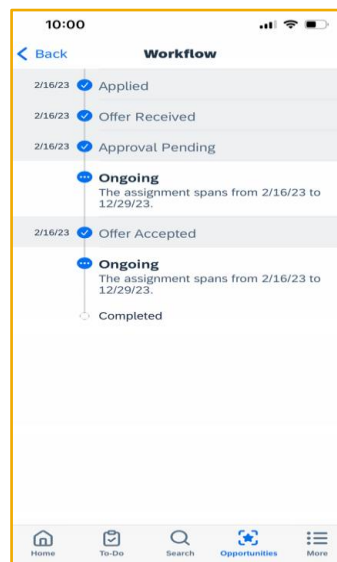 10:00
Back Workflow
2/16/23 Applied
2/16/23 Offer Received
2/16/23 Approval Pending
Ongoing
The assignment spans from 2/16/23 to
12/29/23.
2/16/23 Offer Accepted
Ongoing
The assignment spans from 2/16/23 to
12/29/23.
Completed
Home To-Do Search Opportunities More